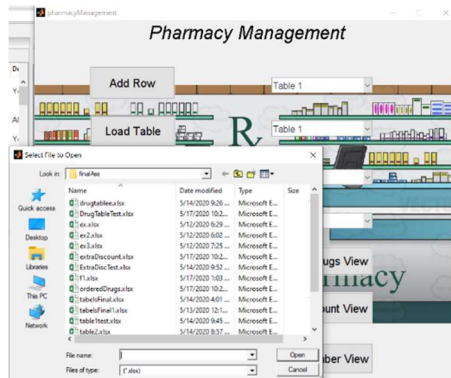 pharmacyManagement
Pharmacy Management
Add Row
Table 1
Load Table
Table 1
Rx
Select File to Open
Look in:
finalAee
Name
Date modified
Type
Size
Quick access
Desktop
Libraries
This PC
Network
drugtablee.xlsx 5/14/2020 9:26 ... Microsoft E...
DrugTableTest.xlsx 5/17/2020 10:2... Microsoft E...
ex.xlsx 5/12/2020 6:29 ... Microsoft E...
ex2.xlsx 5/12/2020 6:02 ... Microsoft E...
ex3.xlsx 5/12/2020 7:25 ... Microsoft E...
extraDiscount.xlsx 5/17/2020 10:2... Microsoft E...
ExtraDiscTest.xlsx 5/14/2020 9:52 ... Microsoft E...
f1.xlsx 5/17/2020 1:03 ... Microsoft E...
orderedDrugs.xlsx 5/17/2020 10:2... Microsoft E...
tabelsFinal.xlsx 5/14/2020 4:01 ... Microsoft E...
tabelsFinal1.xlsx 5/13/2020 12:1... Microsoft E...
table1test.xlsx 5/14/2020 9:45 ... Microsoft E...
table2.xlsx 5/14/2020 8:57 ... Microsoft E...
File name:
Open
Files of type:
(*.xlsx)
Cancel
ugs View
macy
ount View
ber View